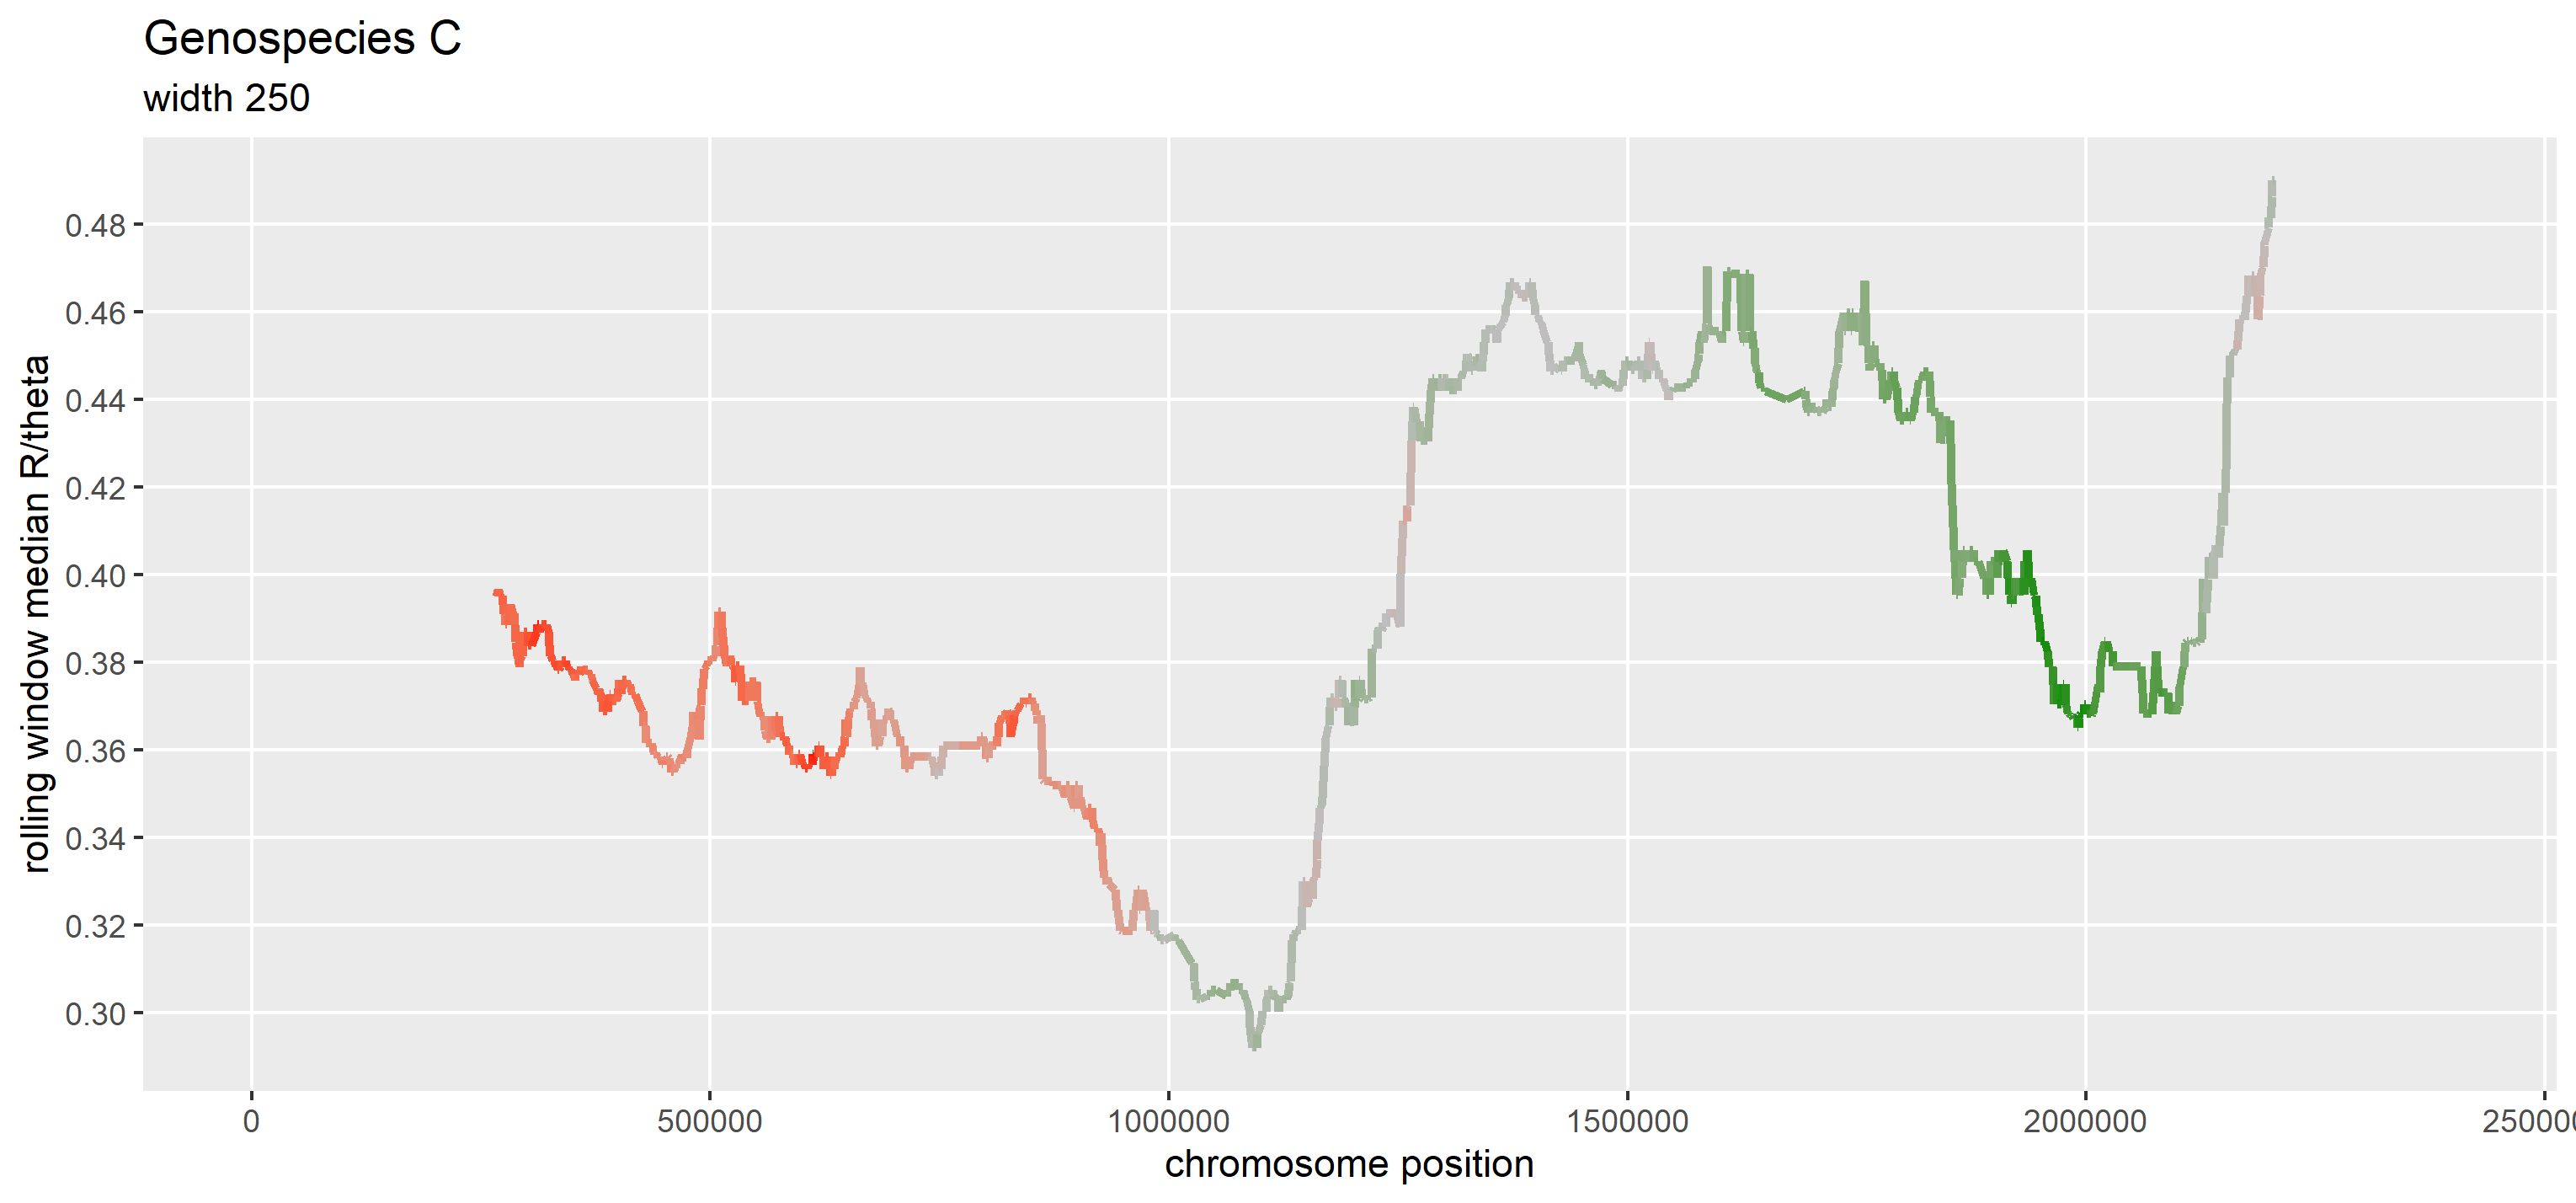 Genospecies C
width 250
rolling window median R/theta
0.48
0.46
0.44
0.42
0.40
0.38
0.36
0.34
0.32
0.30
0 500000 1000000 1500000 2000000 250000
chromosome position